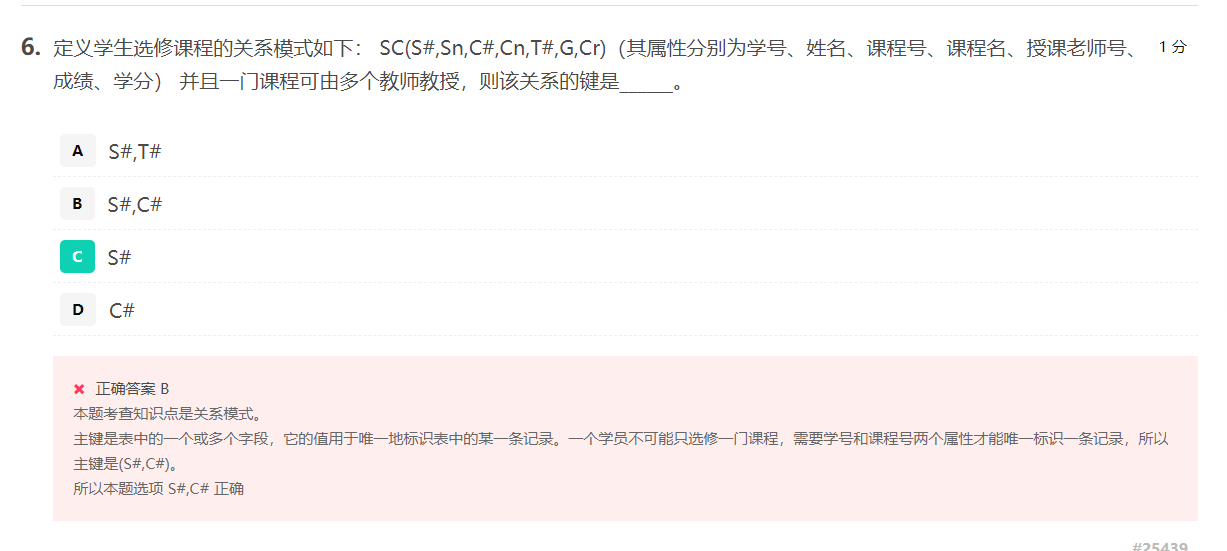 6. 定义学生选修课程的关系模式如下： SC(S#,Sn,C#,Cn,T#,G,Cr)（其属性分别为学号、姓名、课程号、课程名、授课老师号、 1 分
成绩、学分） 并且一门课程可由多个教师教授，则该关系的键是______。
A S#,T#
B S#,C#
C S#
D C#
✖ 正确答案 B
本题考查知识点是关系模式。
主键是表中的一个或多个字段，它的值用于唯一地标识表中的某一条记录。一个学员不可能只选修一门课程，需要学号和课程号两个属性才能唯一标识一条记录，所以
主键是(S#,C#)。
所以本题选项 S#,C# 正确
#25439